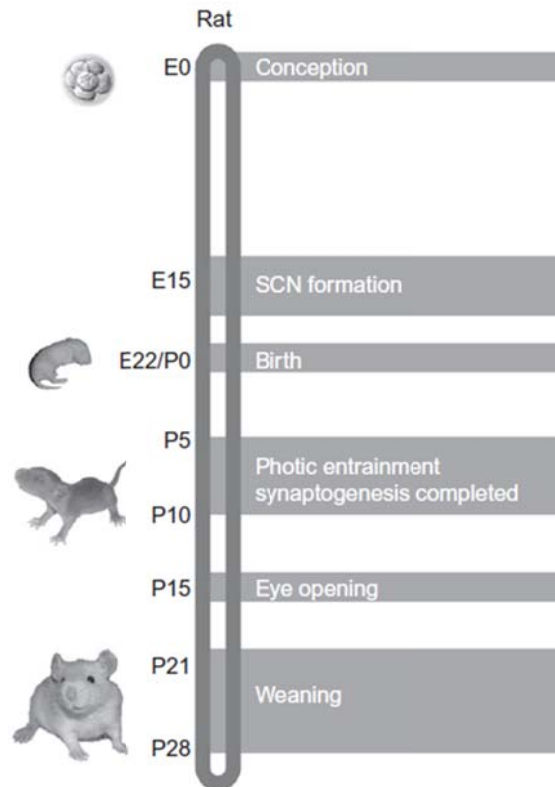 Rat
E0
Conception
E15
SCN formation
E22/P0
Birth
P5
Photic entrainment
synaptogenesis completed
P10
P15
Eye opening
P21
Weaning
P28